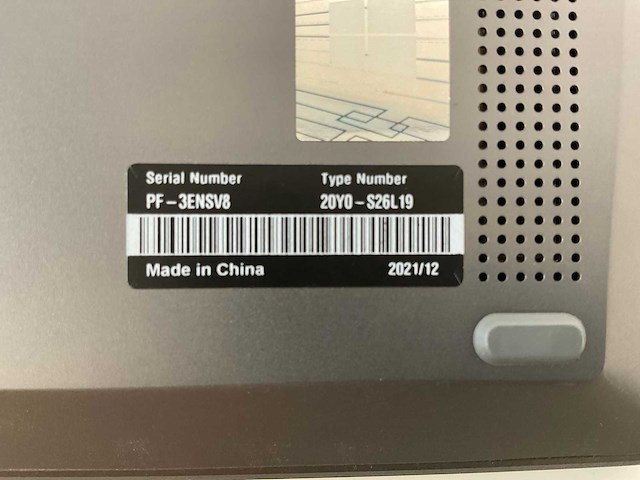 Serial Number Type Number
PF-3ENSV8 20Y0-S26L19
Made in China 2021/12